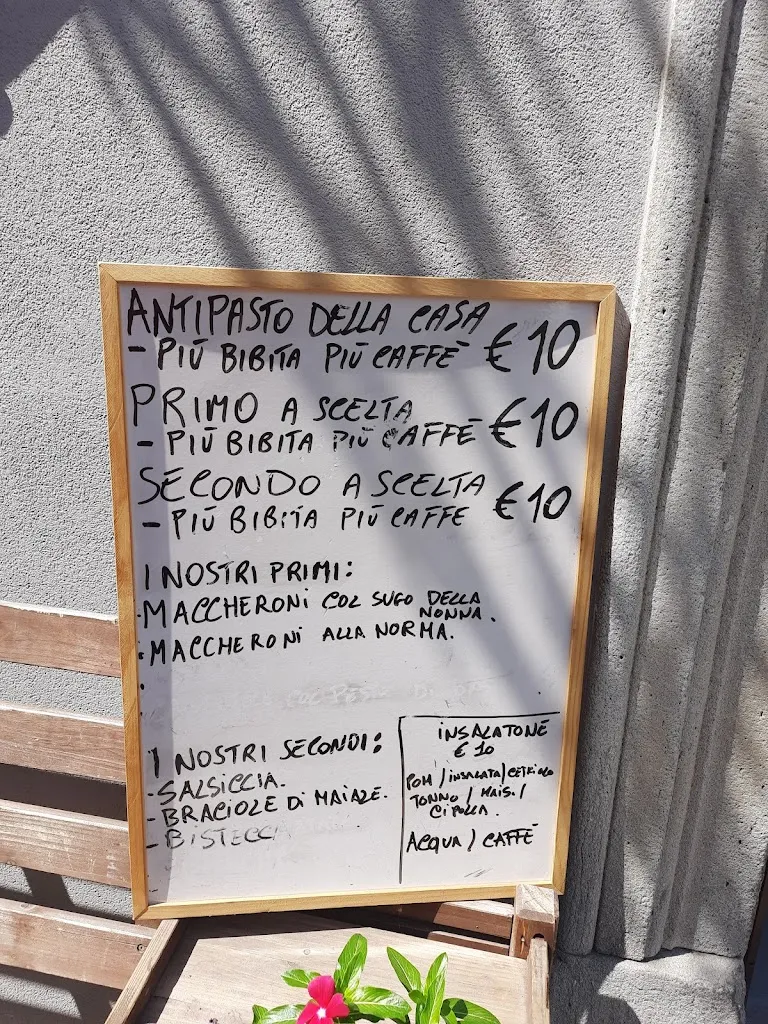 ANTIPASTO DELLA CASA
- PIÙ BIBITA PIÙ CAFFÈ €10
PRIMO A SCELTA
- PIÙ BIBITA PIÙ CAFFÈ €10
SECONDO A SCELTA
- PIÙ BIBITA PIÙ CAFFE €10
I NOSTRI PRIMI:
- MACCHERONI COL SUGO DELLA
NONNA.
- MACCHERONI ALLA NORMA.
I NOSTRI SECONDI:
- SALSICCIA.
- BRACIOLE DI MAIALE.
- BISTECCA
INSALATONE
€ 10
POM / INSALATA / CETRIOLO
TONNO / MAIS. /
CIPOLLA.
ACQUA / CAFFÈ